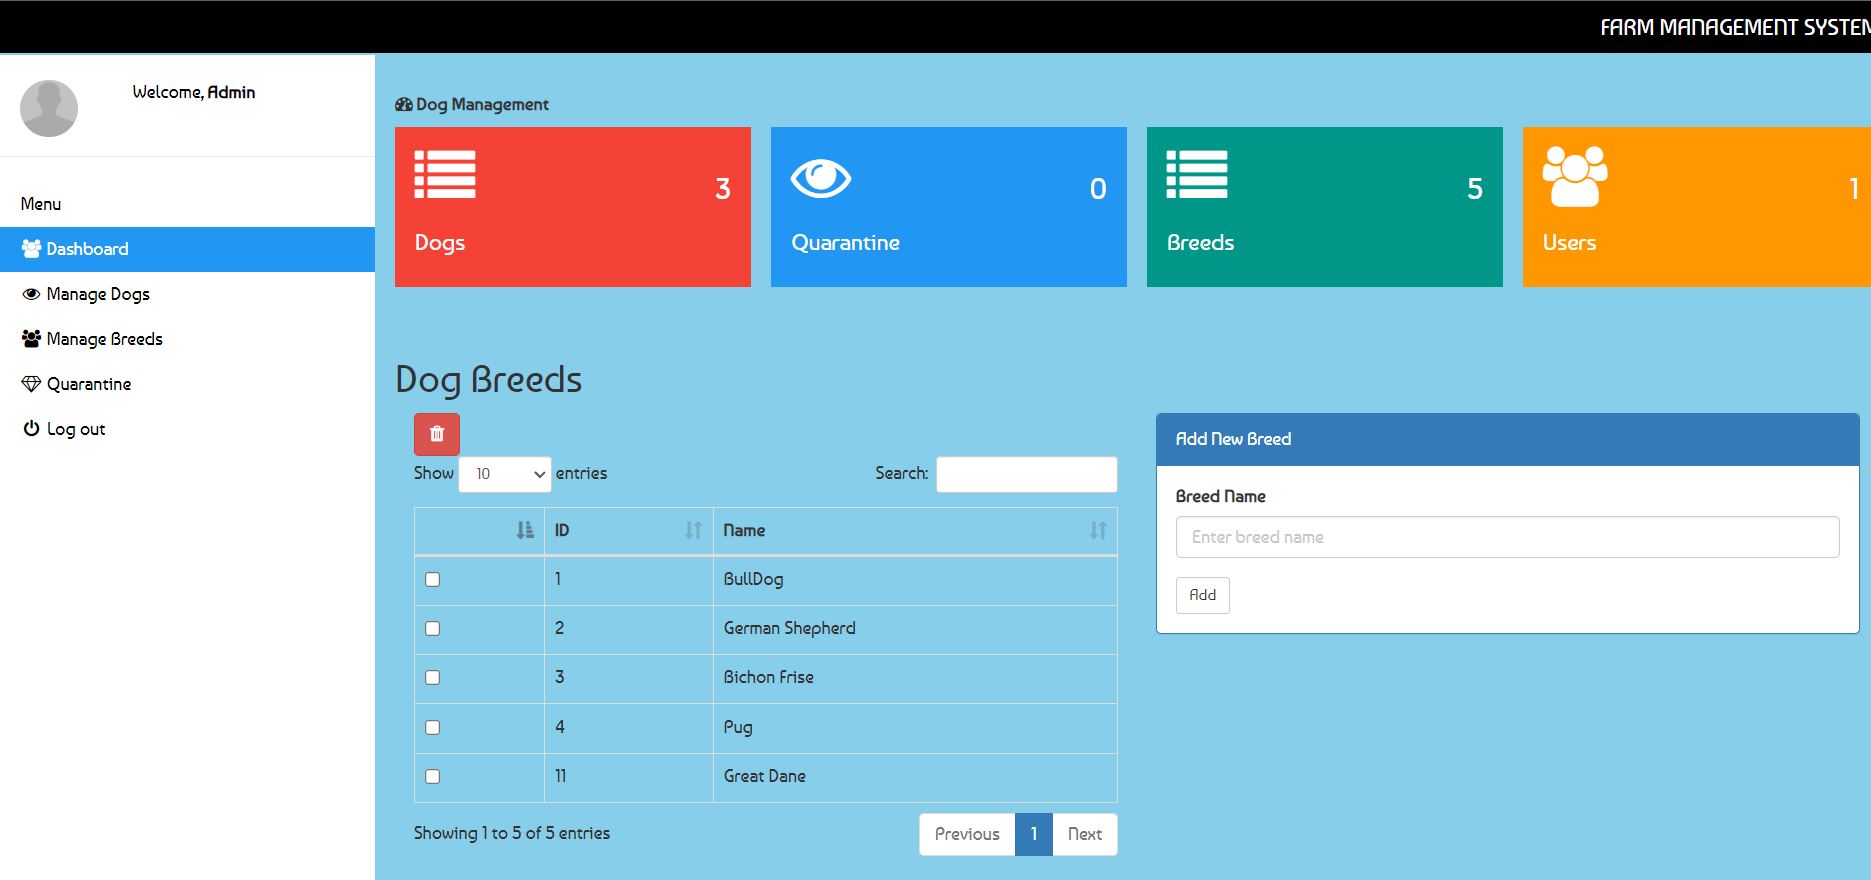 FARM MANAGEMENT SYSTEM
Welcome, Admin
Menu
Dashboard
Manage Dogs
Manage Breeds
Quarantine
Log out
Dog Management
3
Dogs
0
Quarantine
5
Breeds
1
Users
Dog Breeds
Show 10 entries
Search:
ID Name
1 BullDog
2 German Shepherd
3 Bichon Frise
4 Pug
11 Great Dane
Showing 1 to 5 of 5 entries
Previous 1 Next
Add New Breed
Breed Name
Enter breed name
Add